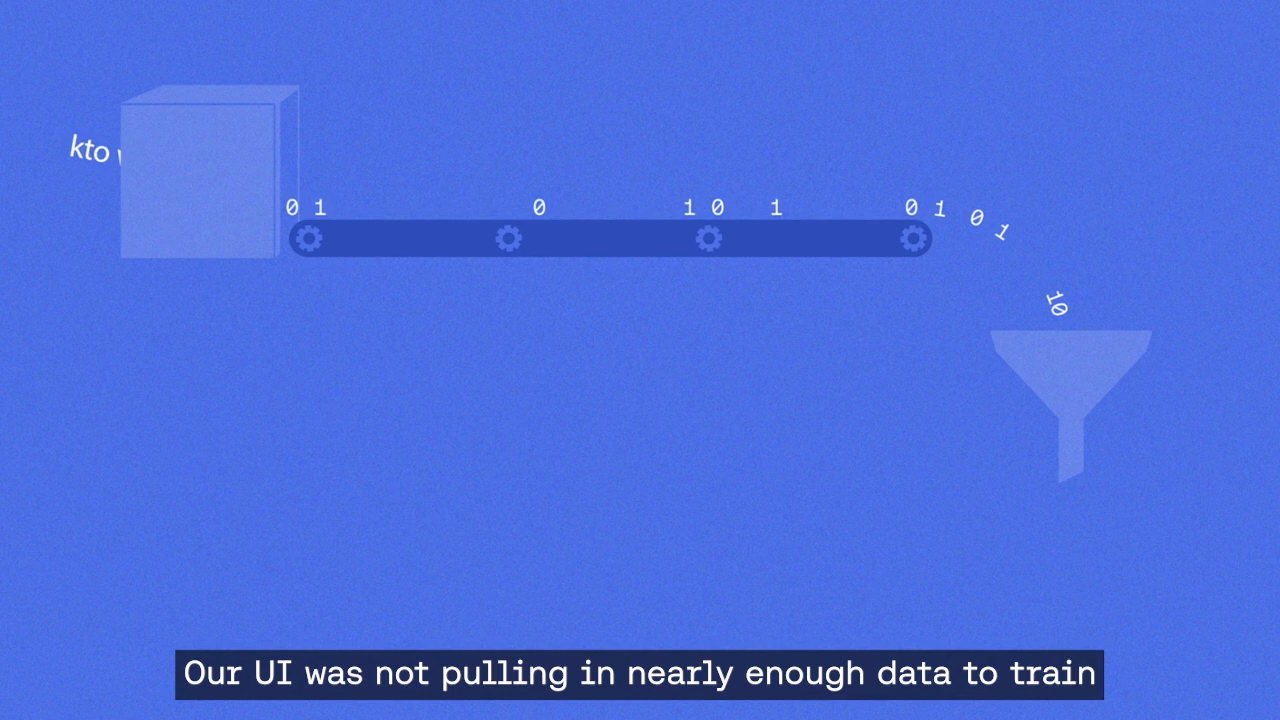 kto
0 1 0 1 0 1 0 1 0 1
10
Our UI was not pulling in nearly enough data to train